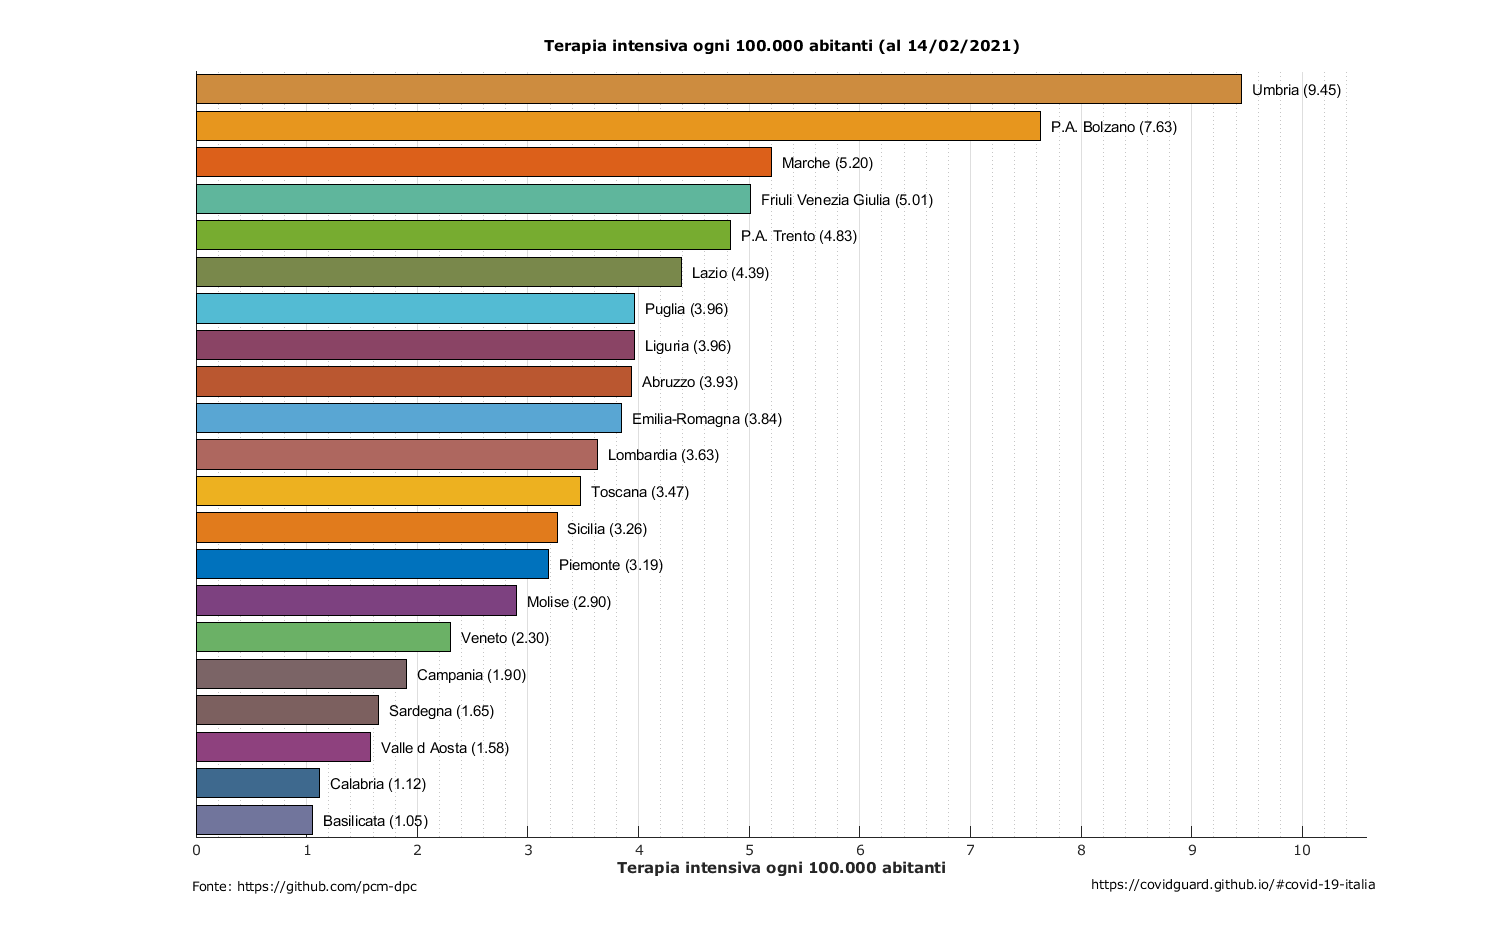 Terapia intensiva ogni 100.000 abitanti (al 14/02/2021)
Umbria (9.45)
P.A. Bolzano (7.63)
Marche (5.20)
Friuli Venezia Giulia (5.01)
P.A. Trento (4.83)
Lazio (4.39)
Puglia (3.96)
Liguria (3.96)
Abruzzo (3.93)
Emilia-Romagna (3.84)
Lombardia (3.63)
Toscana (3.47)
Sicilia (3.26)
Piemonte (3.19)
Molise (2.90)
Veneto (2.30)
Campania (1.90)
Sardegna (1.65)
Valle d Aosta (1.58)
Calabria (1.12)
Basilicata (1.05)
0 1 2 3 4 5 6 7 8 9 10
Terapia intensiva ogni 100.000 abitanti
Fonte: https://github.com/pcm-dpc
https://covidguard.github.io/#covid-19-italia